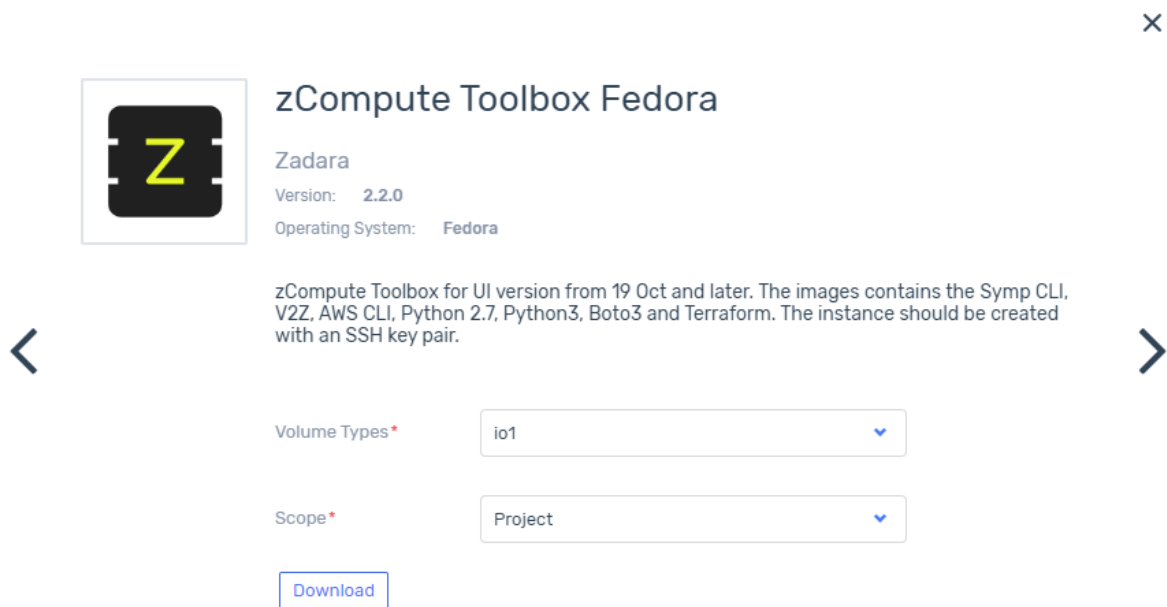 zCompute Toolbox Fedora
Z
Zadara
Version: 2.2.0
Operating System: Fedora
zCompute Toolbox for UI version from 19 Oct and later. The images contains the Symp CLI,
V2Z, AWS CLI, Python 2.7, Python3, Boto3 and Terraform. The instance should be created
with an SSH key pair.
Volume Types* io1
Scope* Project
Download